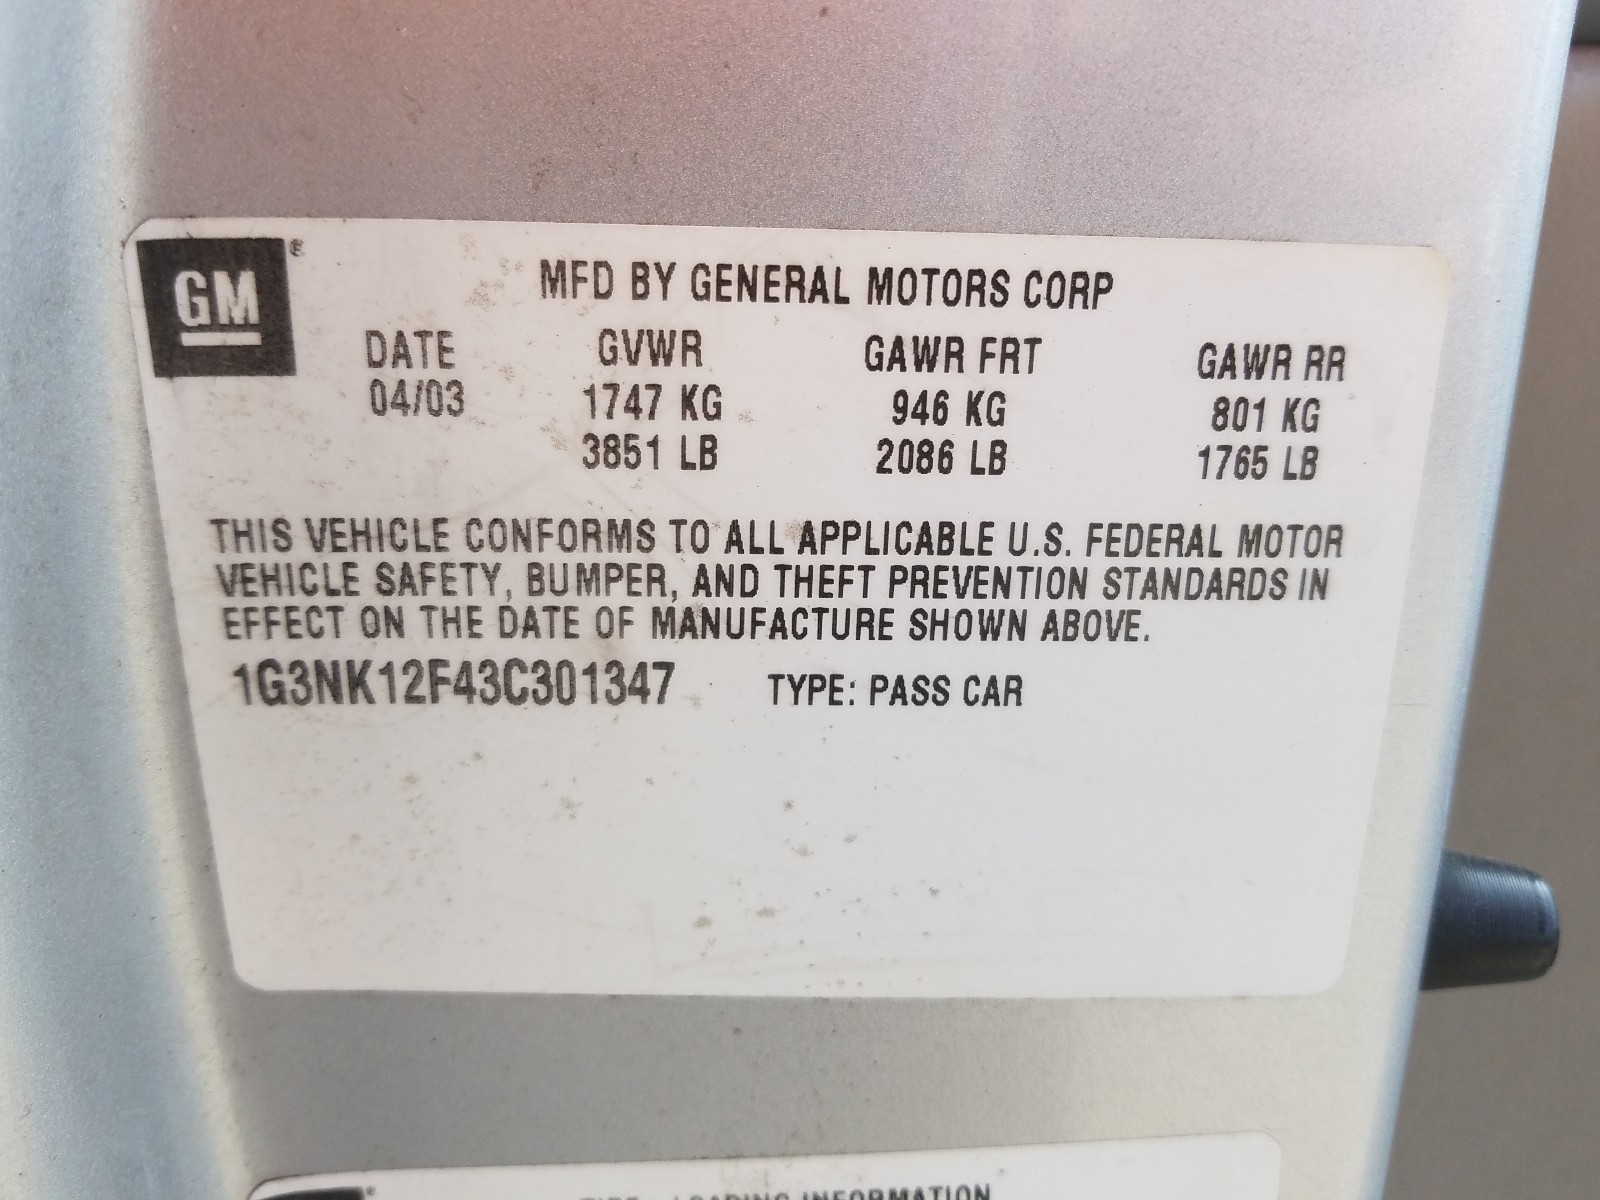 GM®
MFD BY GENERAL MOTORS CORP
DATE GVWR GAWR FRT GAWR RR
04/03 1747 KG 946 KG 801 KG
3851 LB 2086 LB 1765 LB
THIS VEHICLE CONFORMS TO ALL APPLICABLE U.S. FEDERAL MOTOR
VEHICLE SAFETY, BUMPER, AND THEFT PREVENTION STANDARDS IN
EFFECT ON THE DATE OF MANUFACTURE SHOWN ABOVE.
1G3NK12F43C301347 TYPE: PASS CAR
LOADING INFORMATION